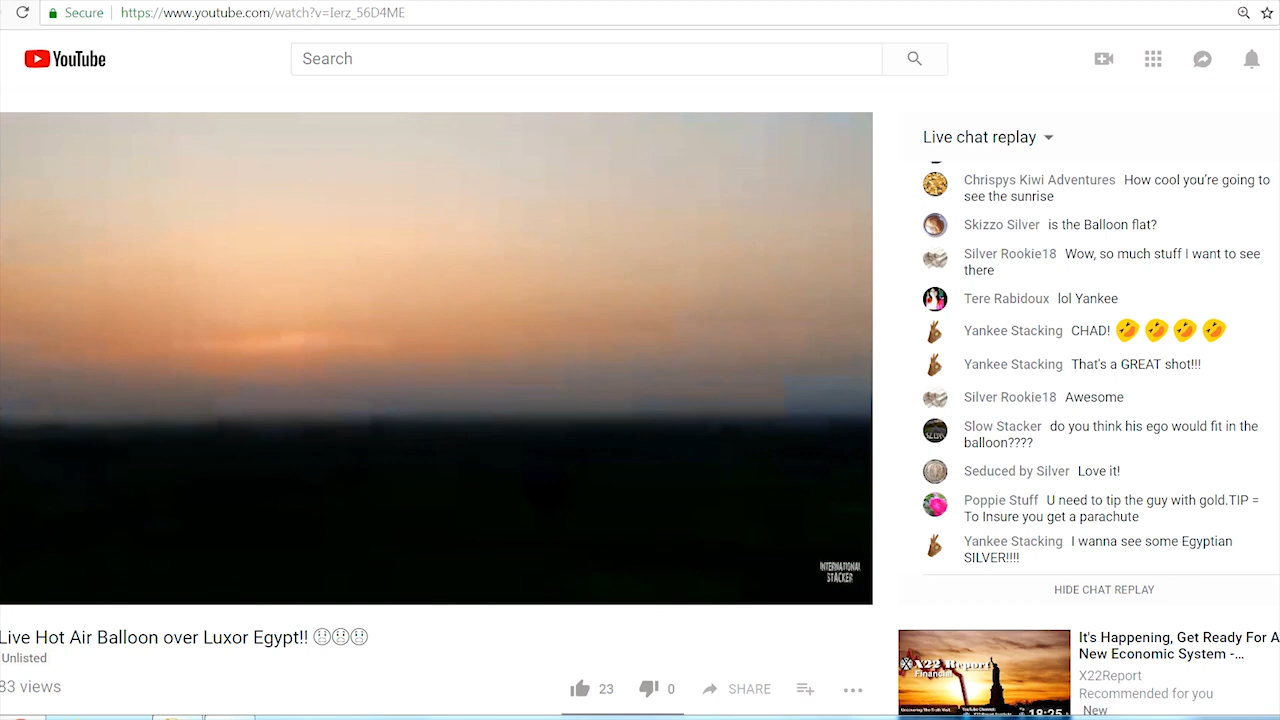 Secure https://www.youtube.com/watch?v=Ierz_56D4ME
YouTube
Search
Live chat replay
Chrispys Kiwi Adventures How cool you're going to
see the sunrise
Skizzo Silver is the Balloon flat?
Silver Rookie18 Wow, so much stuff I want to see
there
Tere Rabidoux lol Yankee
Yankee Stacking CHAD! 🤣 🤣 🤣 🤣
Yankee Stacking That's a GREAT shot!!!
Silver Rookie18 Awesome
Slow Stacker do you think his ego would fit in the
balloon????
Seduced by Silver Love it!
Poppie Stuff U need to tip the guy with gold.TIP =
To Insure you get a parachute
Yankee Stacking I wanna see some Egyptian
SILVER!!!!
HIDE CHAT REPLAY
INTERNATIONAL
STACKER
Live Hot Air Balloon over Luxor Egypt!!
Unlisted
83 views
23 0 SHARE
X22 Report
Financial
18:25
It's Happening, Get Ready For A
New Economic System -...
X22Report
Recommended for you
New